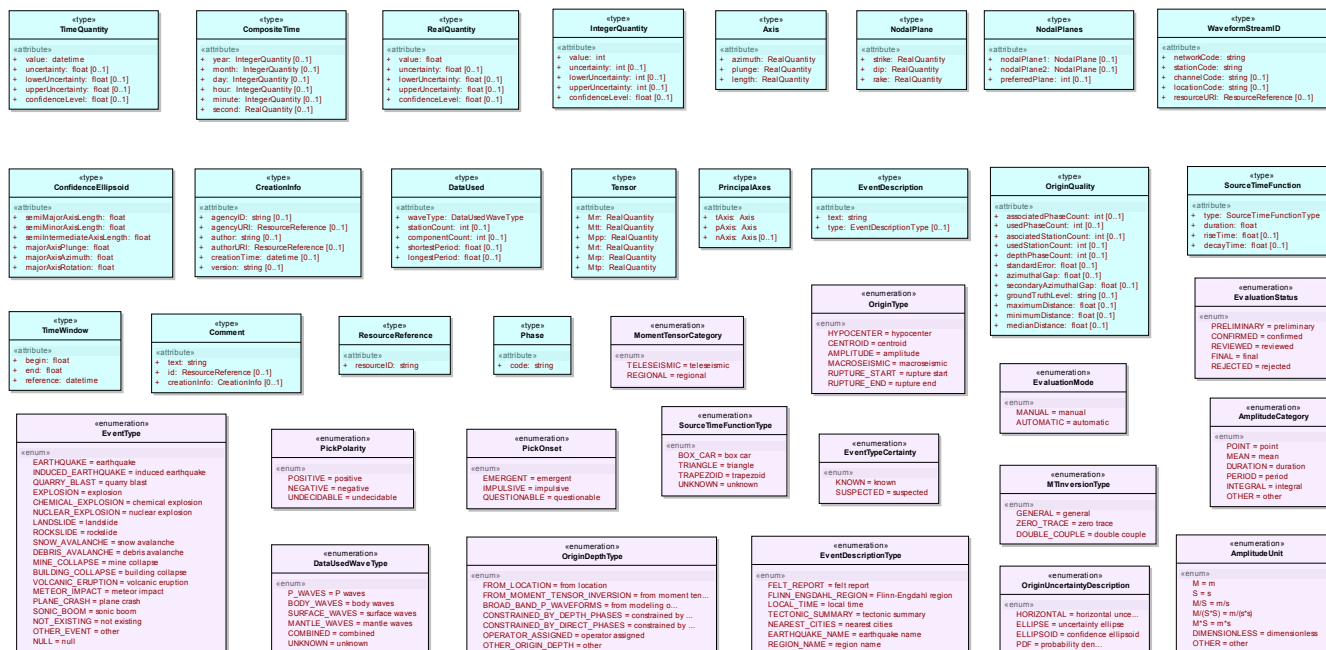 «type»
TimeQuantity
«attribute»
+ value: datetime
+ uncertainty: float [0..1]
+ lowerUncertainty: float [0..1]
+ upperUncertainty: float [0..1]
+ confidenceLevel: float [0..1]
«type»
CompositeTime
«attribute»
+ year: IntegerQuantity [0..1]
+ month: IntegerQuantity [0..1]
+ day: IntegerQuantity [0..1]
+ hour: IntegerQuantity [0..1]
+ minute: IntegerQuantity [0..1]
+ second: RealQuantity [0..1]
«type»
RealQuantity
«attribute»
+ value: float
+ uncertainty: float [0..1]
+ lowerUncertainty: float [0..1]
+ upperUncertainty: float [0..1]
+ confidenceLevel: float [0..1]
«type»
IntegerQuantity
«attribute»
+ value: int
+ uncertainty: int [0..1]
+ lowerUncertainty: int [0..1]
+ upperUncertainty: int [0..1]
+ confidenceLevel: float [0..1]
«type»
Axis
«attribute»
+ azimuth: RealQuantity
+ plunge: RealQuantity
+ length: RealQuantity
«type»
NodalPlane
«attribute»
+ strike: RealQuantity
+ dip: RealQuantity
+ rake: RealQuantity
«type»
NodalPlanes
«attribute»
+ nodalPlane1: NodalPlane [0..1]
+ nodalPlane2: NodalPlane [0..1]
+ preferredPlane: int [0..1]
«type»
WaveformStreamID
«attribute»
+ networkCode: string
+ stationCode: string
+ channelCode: string [0..1]
+ locationCode: string [0..1]
+ resourceURI: ResourceReference [0..1]
«type»
ConfidenceEllipsoid
«attribute»
+ semiMajorAxisLength: float
+ semiMinorAxisLength: float
+ semiIntermediateAxisLength: float
+ majorAxisPlunge: float
+ majorAxisAzimuth: float
+ majorAxisRotation: float
«type»
CreationInfo
«attribute»
+ agencyID: string [0..1]
+ agencyURI: ResourceReference [0..1]
+ author: string [0..1]
+ authorURI: ResourceReference [0..1]
+ creationTime: datetime [0..1]
+ version: string [0..1]
«type»
DataUsed
«attribute»
+ waveType: DataUsedWaveType
+ stationCount: int [0..1]
+ componentCount: int [0..1]
+ shortestPeriod: float [0..1]
+ longestPeriod: float [0..1]
«type»
Tensor
«attribute»
+ Mrr: RealQuantity
+ Mtt: RealQuantity
+ Mpp: RealQuantity
+ Mrt: RealQuantity
+ Mrp: RealQuantity
+ Mtp: RealQuantity
«type»
PrincipalAxes
«attribute»
+ tAxis: Axis
+ pAxis: Axis
+ nAxis: Axis [0..1]
«type»
EventDescription
«attribute»
+ text: string
+ type: EventDescriptionType [0..1]
«type»
OriginQuality
«attribute»
+ associatedPhaseCount: int [0..1]
+ usedPhaseCount: int [0..1]
+ asociatedStationCount: int [0..1]
+ usedStationCount: int [0..1]
+ depthPhaseCount: int [0..1]
+ standardError: float [0..1]
+ azimuthalGap: float [0..1]
+ secondaryAzimuthalGap: float [0..1]
+ groundTruthLevel: string [0..1]
+ maximumDistance: float [0..1]
+ minimumDistance: float [0..1]
+ medianDistance: float [0..1]
«type»
SourceTimeFunction
«attribute»
+ type: SourceTimeFunctionType
+ duration: float
+ riseTime: float [0..1]
+ decayTime: float [0..1]
«type»
TimeWindow
«attribute»
+ begin: float
+ end: float
+ reference: datetime
«type»
Comment
«attribute»
+ text: string
+ id: ResourceReference [0..1]
+ creationInfo: CreationInfo [0..1]
«type»
ResourceReference
«attribute»
+ resourceID: string
«type»
Phase
«attribute»
+ code: string
«enumeration»
MomentTensorCategory
«enum»
TELESEISMIC = teleseismic
REGIONAL = regional
«enumeration»
OriginType
«enum»
HYPOCENTER = hypocenter
CENTROID = centroid
AMPLITUDE = amplitude
MACROSEISMIC = macroseismic
RUPTURE_START = rupture start
RUPTURE_END = rupture end
«enumeration»
EvaluationStatus
«enum»
PRELIMINARY = preliminary
CONFIRMED = confirmed
REVIEWED = reviewed
FINAL = final
REJECTED = rejected
«enumeration»
EvaluationMode
«enum»
MANUAL = manual
AUTOMATIC = automatic
«enumeration»
EventType
«enum»
EARTHQUAKE = earthquake
INDUCED_EARTHQUAKE = induced earthquake
QUARRY_BLAST = quarry blast
EXPLOSION = explosion
CHEMICAL_EXPLOSION = chemical explosion
NUCLEAR_EXPLOSION = nuclear explosion
LANDSLIDE = landslide
ROCKSLIDE = rockslide
SNOW_AVALANCHE = snow avalanche
DEBRIS_AVALANCHE = debris avalanche
MINE_COLLAPSE = mine collapse
BUILDING_COLLAPSE = building collapse
VOLCANIC_ERUPTION = volcanic eruption
METEOR_IMPACT = meteor impact
PLANE_CRASH = plane crash
SONIC_BOOM = sonic boom
NOT_EXISTING = not existing
OTHER_EVENT = other
NULL = null
«enumeration»
PickPolarity
«enum»
POSITIVE = positive
NEGATIVE = negative
UNDECIDABLE = undecidable
«enumeration»
PickOnset
«enum»
EMERGENT = emergent
IMPULSIVE = impulsive
QUESTIONABLE = questionable
«enumeration»
SourceTimeFunctionType
«enum»
BOX_CAR = box car
TRIANGLE = triangle
TRAPEZOID = trapezoid
UNKNOWN = unknown
«enumeration»
EventTypeCertainty
«enum»
KNOWN = known
SUSPECTED = suspected
«enumeration»
AmplitudeCategory
«enum»
POINT = point
MEAN = mean
DURATION = duration
PERIOD = period
INTEGRAL = integral
OTHER = other
«enumeration»
MTInversionType
«enum»
GENERAL = general
ZERO_TRACE = zero trace
DOUBLE_COUPLE = double couple
«enumeration»
DataUsedWaveType
«enum»
P_WAVES = P waves
BODY_WAVES = body waves
SURFACE_WAVES = surface waves
MANTLE_WAVES = mantle waves
COMBINED = combined
UNKNOWN = unknown
«enumeration»
OriginDepthType
«enum»
FROM_LOCATION = from location
FROM_MOMENT_TENSOR_INVERSION = from moment ten...
BROAD_BAND_P_WAVEFORMS = from modeling o...
CONSTRAINED_BY_DEPTH_PHASES = constrained by ...
CONSTRAINED_BY_DIRECT_PHASES = constrained by ...
OPERATOR_ASSIGNED = operator assigned
OTHER_ORIGIN_DEPTH = other
«enumeration»
EventDescriptionType
«enum»
FELT_REPORT = felt report
FLINN_ENGDAHL_REGION = Flinn-Engdahl region
LOCAL_TIME = local time
TECTONIC_SUMMARY = tectonic summary
NEAREST_CITIES = nearest cities
EARTHQUAKE_NAME = earthquake name
REGION_NAME = region name
«enumeration»
OriginUncertaintyDescription
«enum»
HORIZONTAL = horizontal unce...
ELLIPSE = uncertainty ellipse
ELLIPSOID = confidence ellipsoid
PDF = probability den...
«enumeration»
AmplitudeUnit
«enum»
M = m
S = s
M/S = m/s
M/(S*S) = m/(s*s)
M*S = m*s
DIMENSIONLESS = dimensionless
OTHER = other